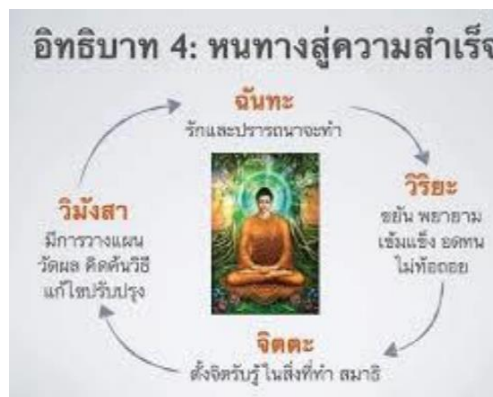 อิทธิบาท 4: หนทางสู่ความสำเร็จ
ฉันทะ
รักและปรารถนาจะทำ
วิริยะ
ขยัน พยายาม
เข้มแข็ง อดทน
ไม่ท้อถอย
จิตตะ
ตั้งจิตรับรู้ ในสิ่งที่ทำ สมาธิ
วิมังสา
มีการวางแผน
วัดผล คิดค้นวิธี
แก้ไขปรับปรุง